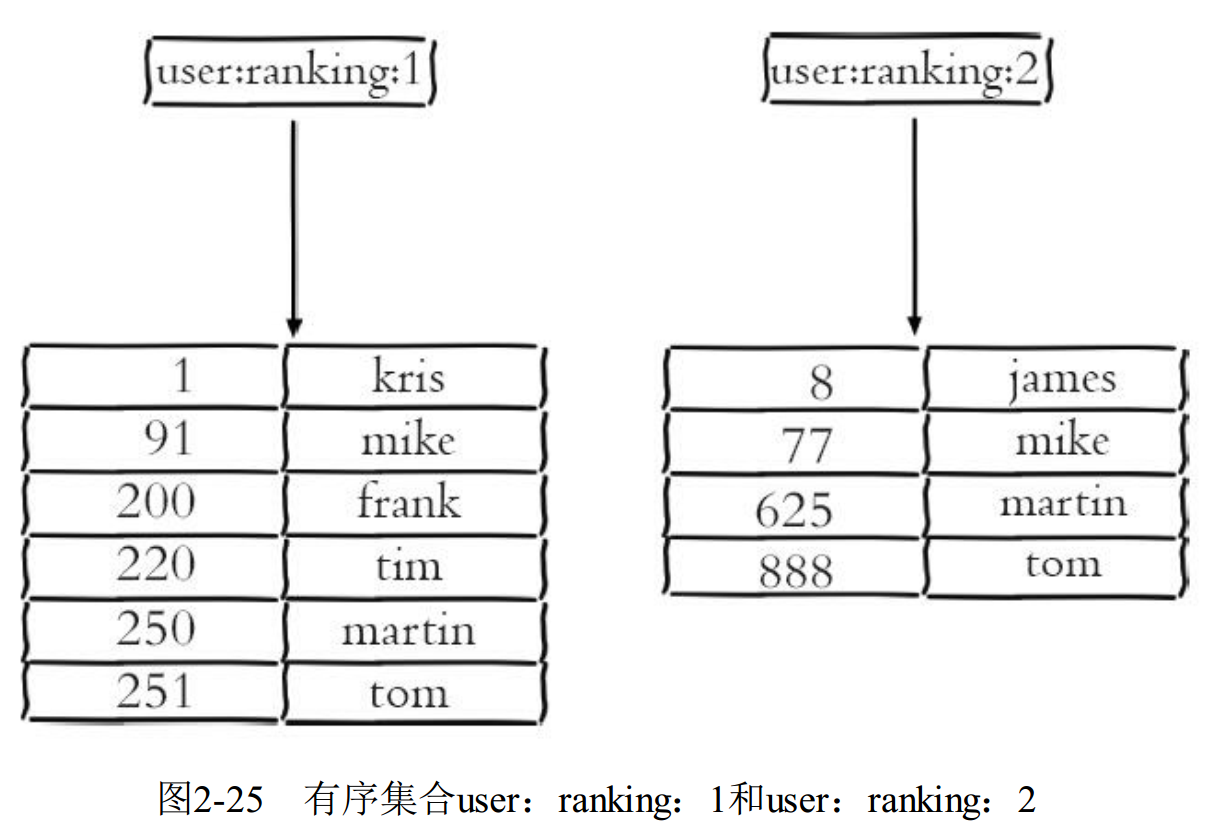 user:ranking:1
user:ranking:2
1 kris
91 mike
200 frank
220 tim
250 martin
251 tom
8 james
77 mike
625 martin
888 tom
图2-25 有序集合user：ranking：1和user：ranking：2